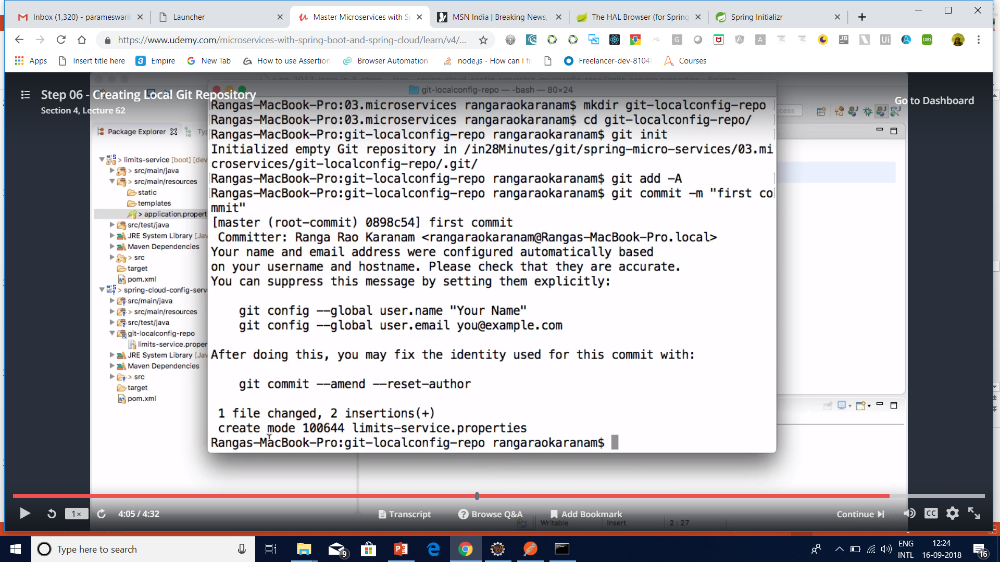 Inbox (1,320) - parameswarib
Launcher
Master Microservices with Sp
MSN India | Breaking News,
The HAL Browser (for Spring
Spring Initializr
https://www.udemy.com/microservices-with-spring-boot-and-spring-cloud/learn/v4/...
Apps
Insert title here
Empire
New Tab
How to use Assertion
Browser Automation
node.js - How can I fi
Freelancer-dev-81048
Courses
Step 06 - Creating Local Git Repository
Section 4, Lecture 62
Go to Dashboard
git-localconfig-repo — -bash — 80×24
Rangas-MacBook-Pro:03.microservices rangaraokaranam$ mkdir git-localconfig-repo
Rangas-MacBook-Pro:03.microservices rangaraokaranam$ cd git-localconfig-repo/
Rangas-MacBook-Pro:git-localconfig-repo rangaraokaranam$ git init
Initialized empty Git repository in /in28Minutes/git/spring-micro-services/03.mi
croservices/git-localconfig-repo/.git/
Rangas-MacBook-Pro:git-localconfig-repo rangaraokaranam$ git add -A
Rangas-MacBook-Pro:git-localconfig-repo rangaraokaranam$ git commit -m "first co
mmit"
[master (root-commit) 0898c54] first commit
Committer: Ranga Rao Karanam <rangaraokaranam@Rangas-MacBook-Pro.local>
Your name and email address were configured automatically based
on your username and hostname. Please check that they are accurate.
You can suppress this message by setting them explicitly:
git config --global user.name "Your Name"
git config --global user.email you@example.com
After doing this, you may fix the identity used for this commit with:
git commit --amend --reset-author
1 file changed, 2 insertions(+)
create mode 100644 limits-service.properties
Rangas-MacBook-Pro:git-localconfig-repo rangaraokaranam$
Package Explorer
Ty
> limits-service [boot] [dev
> src/main/java
> src/main/resources
static
templates
> application.propert
src/test/java
JRE System Library [Jav
Maven Dependencies
> src
target
pom.xml
> spring-cloud-config-serv
src/main/java
> src/main/resources
src/test/java
git-localconfig-repo
limits-service.proper
JRE System Library [Jav
Maven Dependencies
> src
target
pom.xml
1×
4:05 / 4:32
Transcript
Browse Q&A
Add Bookmark
Continue
CC
Writable
Insert
2 : 27
Type here to search
9
ENG
INTL
12:24
16-09-2018
16